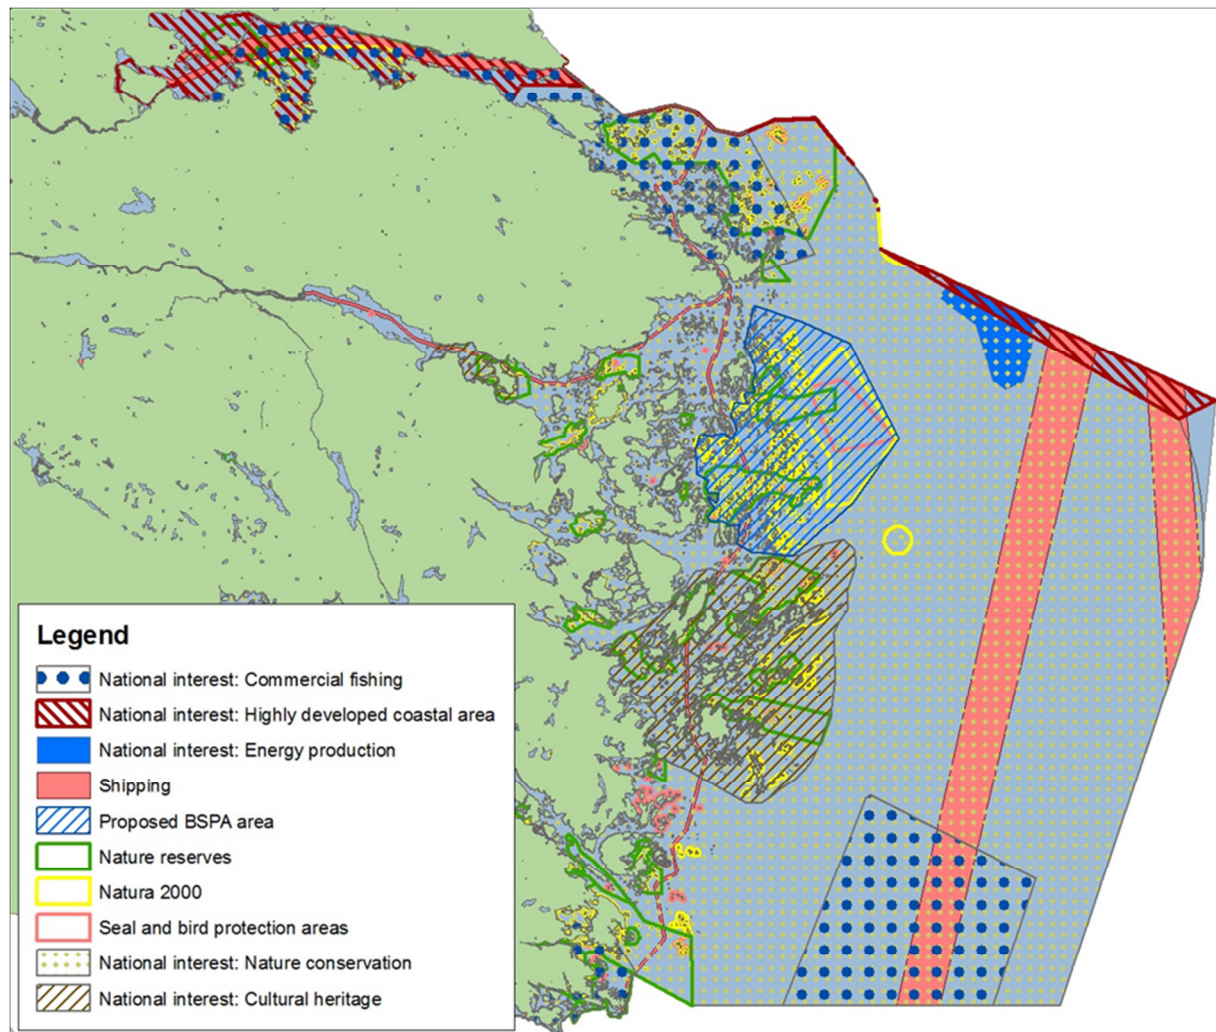 Legend
National interest: Commercial fishing
National interest: Highly developed coastal area
National interest: Energy production
Shipping
Proposed BSPA area
Nature reserves
Natura 2000
Seal and bird protection areas
National interest: Nature conservation
National interest: Cultural heritage